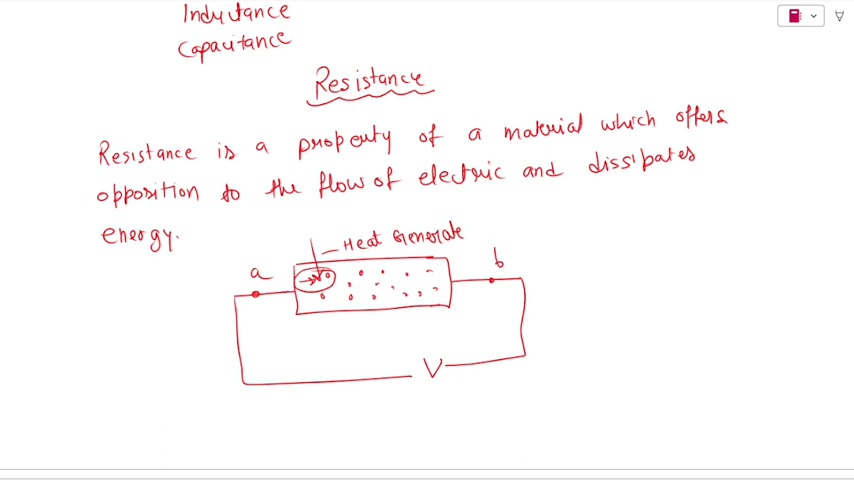 Inductance
Capacitance
Resistance
Resistance is a property of a material which offers
opposition to the flow of electric and dissipates
energy.
Heat Generate
a
b
V